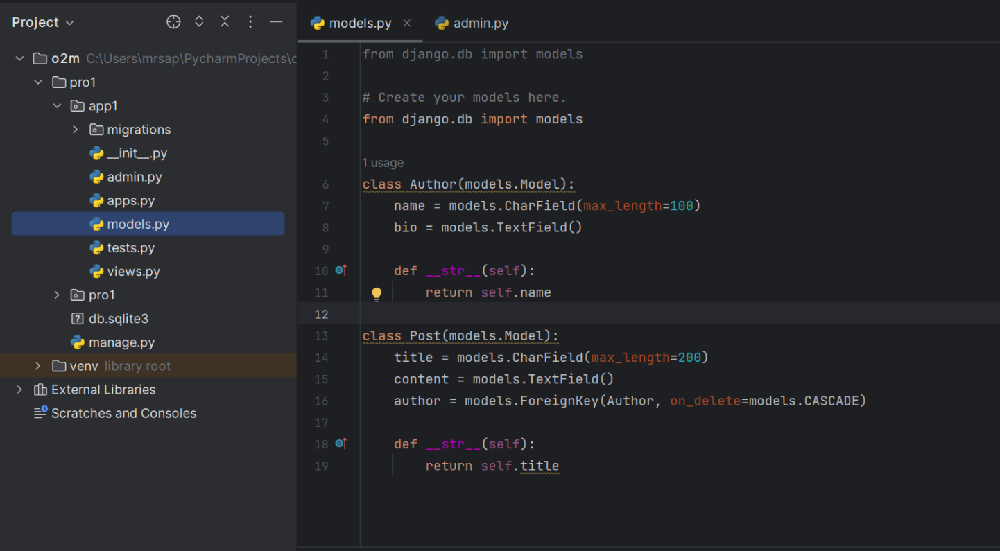 Project
o2m C:\Users\mrsap\PycharmProjects\
pro1
app1
migrations
__init__.py
admin.py
apps.py
models.py
tests.py
views.py
pro1
db.sqlite3
manage.py
venv library root
External Libraries
Scratches and Consoles
models.py admin.py
1 from django.db import models
2
3 # Create your models here.
4 from django.db import models
5
1 usage
6 class Author(models.Model):
7     name = models.CharField(max_length=100)
8     bio = models.TextField()
9
10     def __str__(self):
11         return self.name
12
13 class Post(models.Model):
14     title = models.CharField(max_length=200)
15     content = models.TextField()
16     author = models.ForeignKey(Author, on_delete=models.CASCADE)
17
18     def __str__(self):
19         return self.title